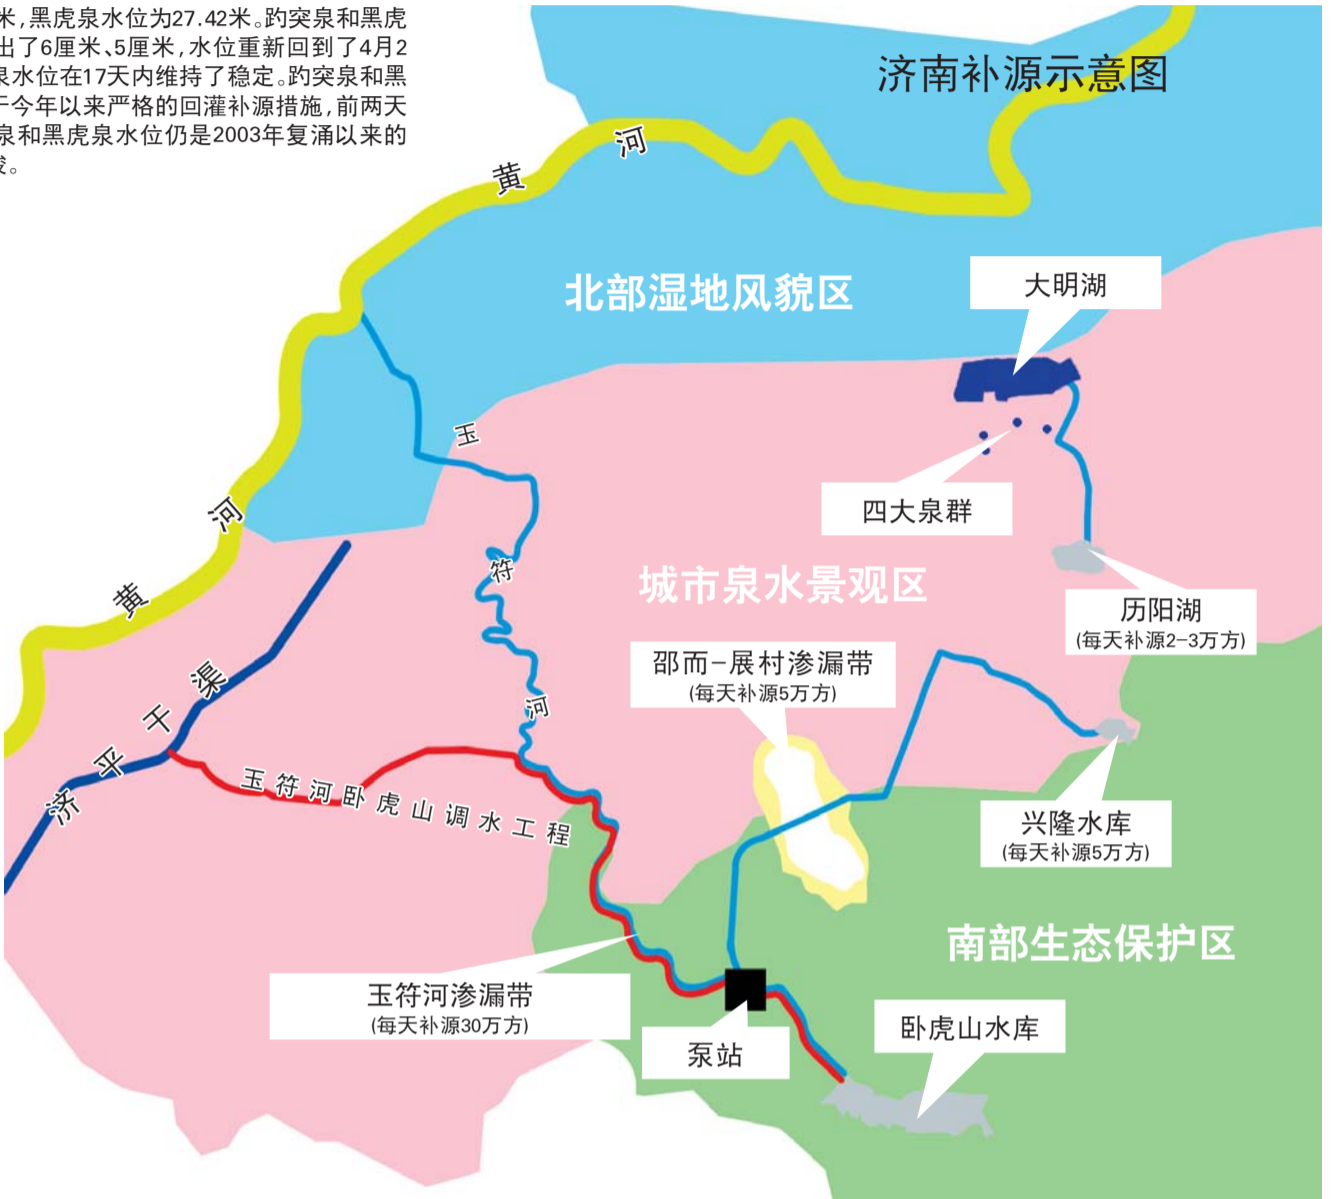 米,黑虎泉水位为27.42米。趵突泉和黑虎
出了6厘米、5厘米,水位重新回到了4月2
泉水位在17天内维持了稳定。趵突泉和黑
于今年以来严格的回灌补源措施,前两天
泉和黑虎泉水位仍是2003年复涌以来的
。
济南补源示意图
黄河
北部湿地风貌区
大明湖
玉符河
四大泉群
黄河
城市泉水景观区
历阳湖
(每天补源2-3万方)
邵而-展村渗漏带
(每天补源5万方)
济平干渠
玉符河卧虎山调水工程
兴隆水库
(每天补源5万方)
南部生态保护区
玉符河渗漏带
(每天补源30万方)
泵站
卧虎山水库